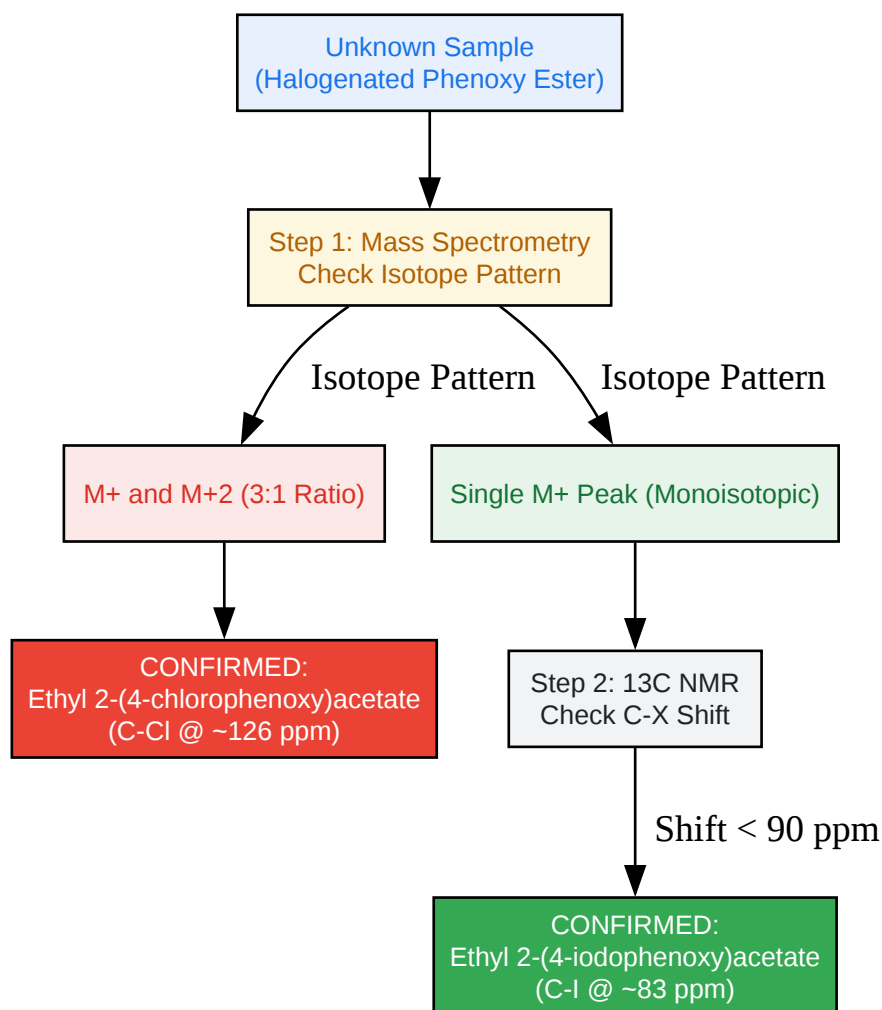 Unknown Sample
(Halogenated Phenoxy Ester)
Step 1: Mass Spectrometry
Check Isotope Pattern
Isotope Pattern
Isotope Pattern
M+ and M+2 (3:1 Ratio)
Single M+ Peak (Monoisotopic)
CONFIRMED:
Ethyl 2-(4-chlorophenoxy)acetate
(C-Cl @ ~126 ppm)
Step 2: 13C NMR
Check C-X Shift
Shift < 90 ppm
CONFIRMED:
Ethyl 2-(4-iodophenoxy)acetate
(C-I @ ~83 ppm)